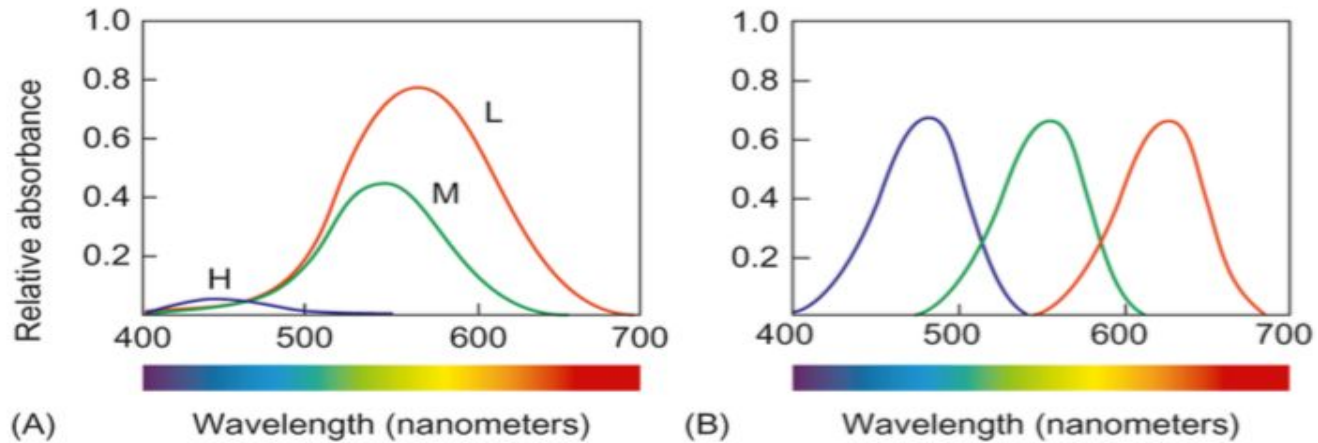 Relative absorbance
1.0
0.8
0.6
0.4
0.2
H
M
L
400 500 600 700
(A) Wavelength (nanometers)
1.0
0.8
0.6
0.4
0.2
400 500 600 700
(B) Wavelength (nanometers)